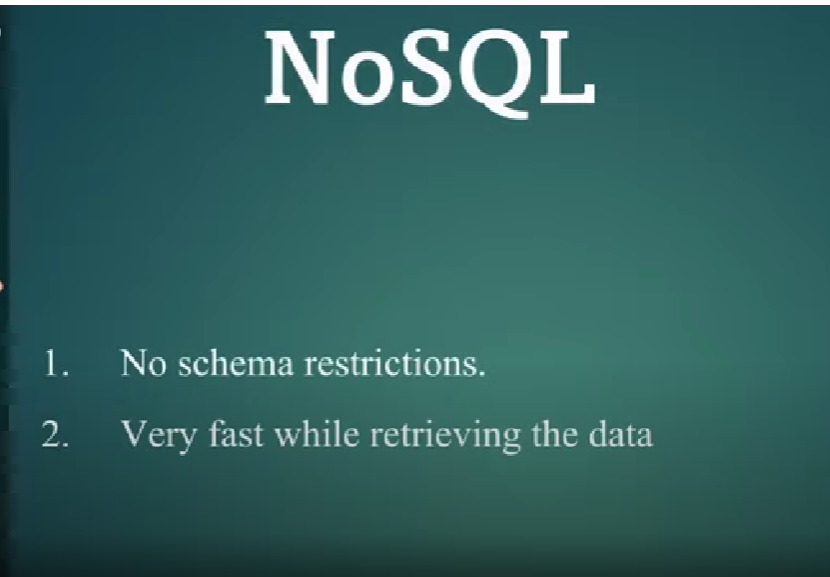 NoSQL
1. No schema restrictions.
2. Very fast while retrieving the data